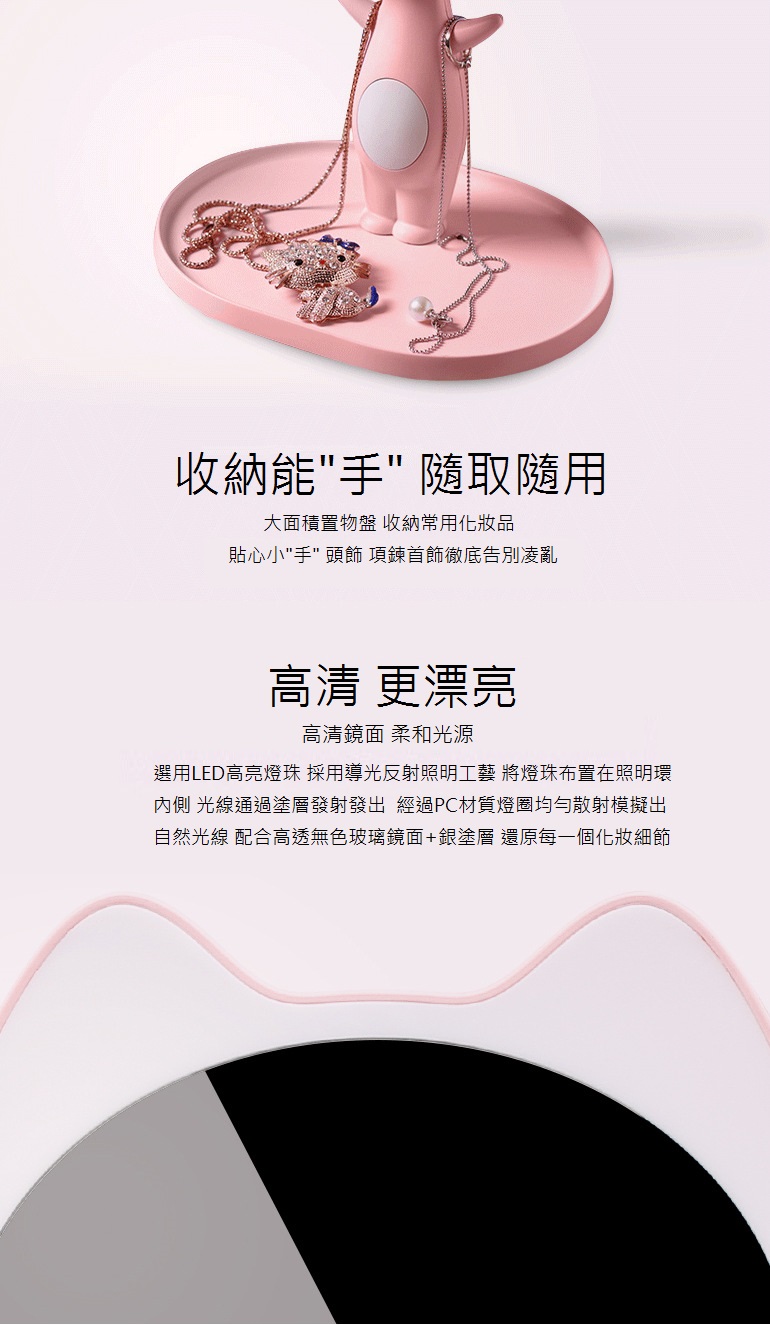 收納能"手" 隨取隨用
大面積置物盤 收納常用化妝品
貼心小"手" 頭飾 項鍊首飾徹底告別凌亂
高清 更漂亮
高清鏡面 柔和光源
選用LED高亮燈珠 採用導光反射照明工藝 將燈珠布置在照明環
內側 光線通過塗層發射發出 經過PC材質燈圈均勻散射模擬出
自然光線 配合高透無色玻璃鏡面+銀塗層 還原每一個化妝細節